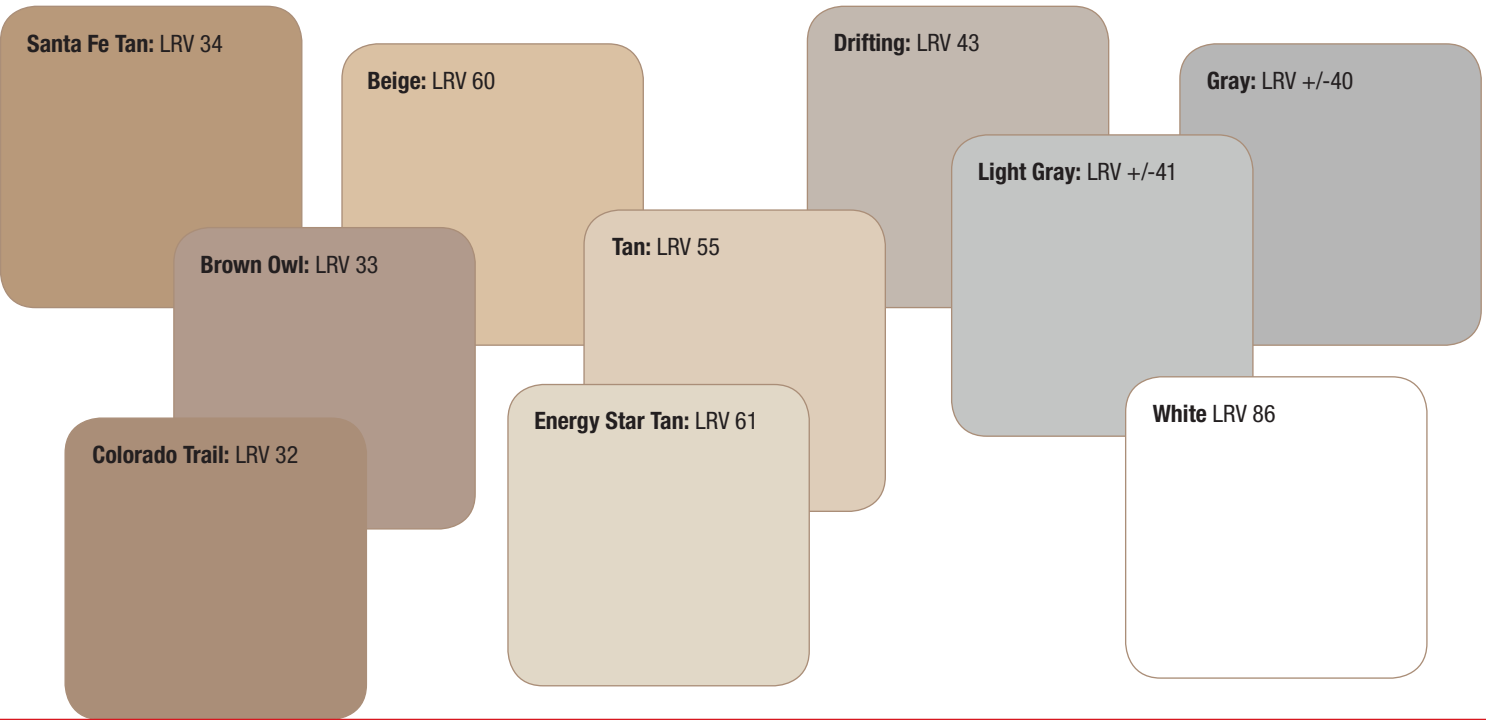 Santa Fe Tan: LRV 34
Beige: LRV 60
Drifting: LRV 43
Gray: LRV +/-40
Light Gray: LRV +/-41
Brown Owl: LRV 33
Tan: LRV 55
Energy Star Tan: LRV 61
White LRV 86
Colorado Trail: LRV 32